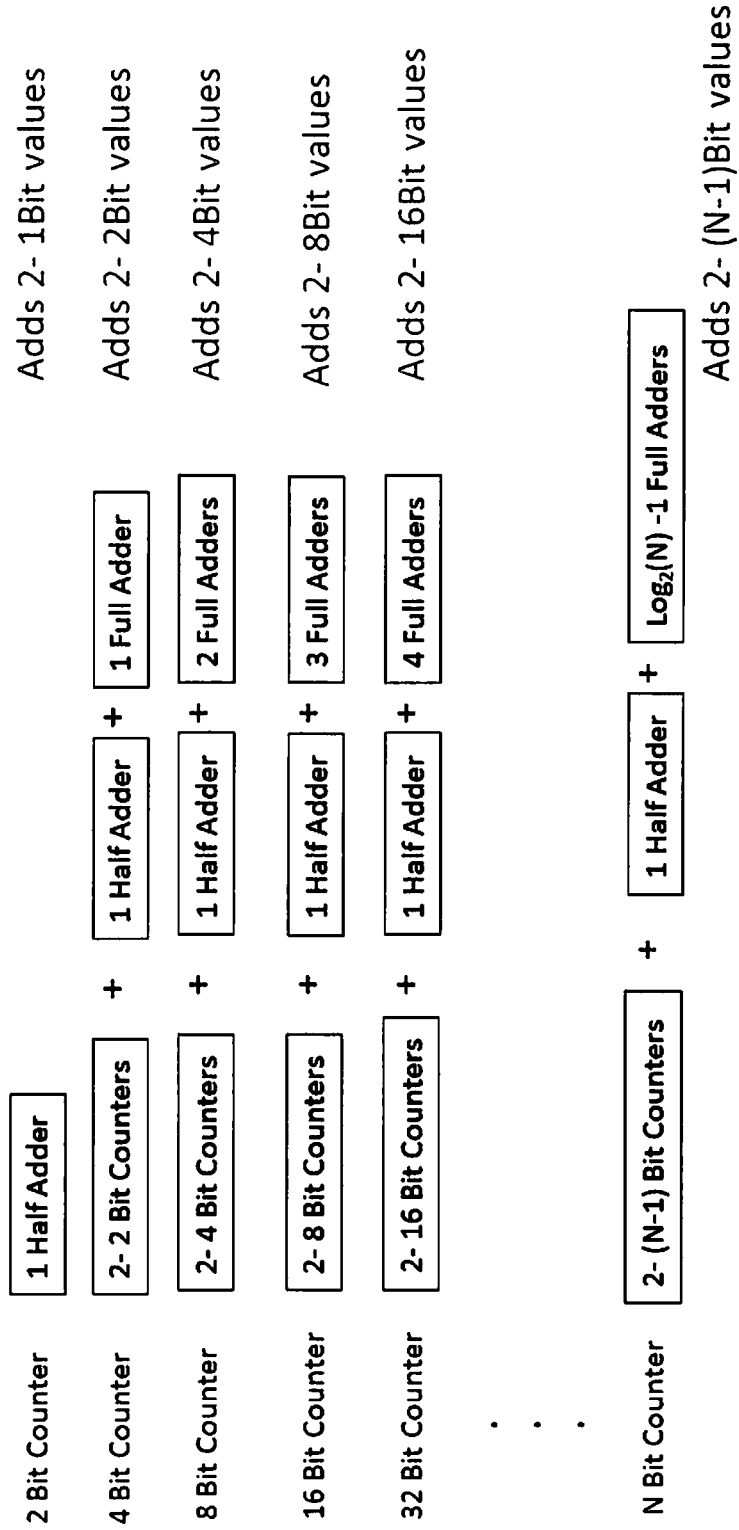 2 Bit Counter 1 Half Adder Adds 2- 1Bit values
4 Bit Counter 2- 2 Bit Counters + 1 Half Adder + 1 Full Adder Adds 2- 2Bit values
8 Bit Counter 2- 4 Bit Counters + 1 Half Adder + 2 Full Adders Adds 2- 4Bit values
16 Bit Counter 2- 8 Bit Counters + 1 Half Adder + 3 Full Adders Adds 2- 8Bit values
32 Bit Counter 2- 16 Bit Counters + 1 Half Adder + 4 Full Adders Adds 2- 16Bit values
. . .
N Bit Counter 2- (N-1) Bit Counters + 1 Half Adder + Log₂(N) -1 Full Adders
Adds 2- (N-1)Bit values